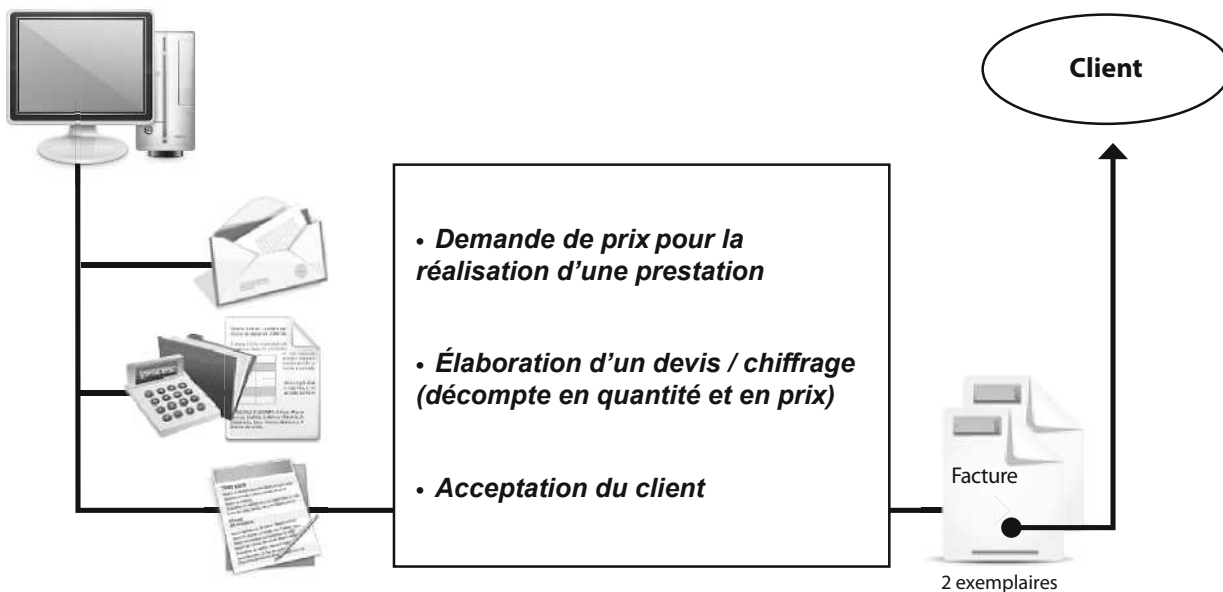 Client
• Demande de prix pour la
réalisation d’une prestation
• Élaboration d’un devis / chiffrage
(décompte en quantité et en prix)
• Acceptation du client
Facture
2 exemplaires